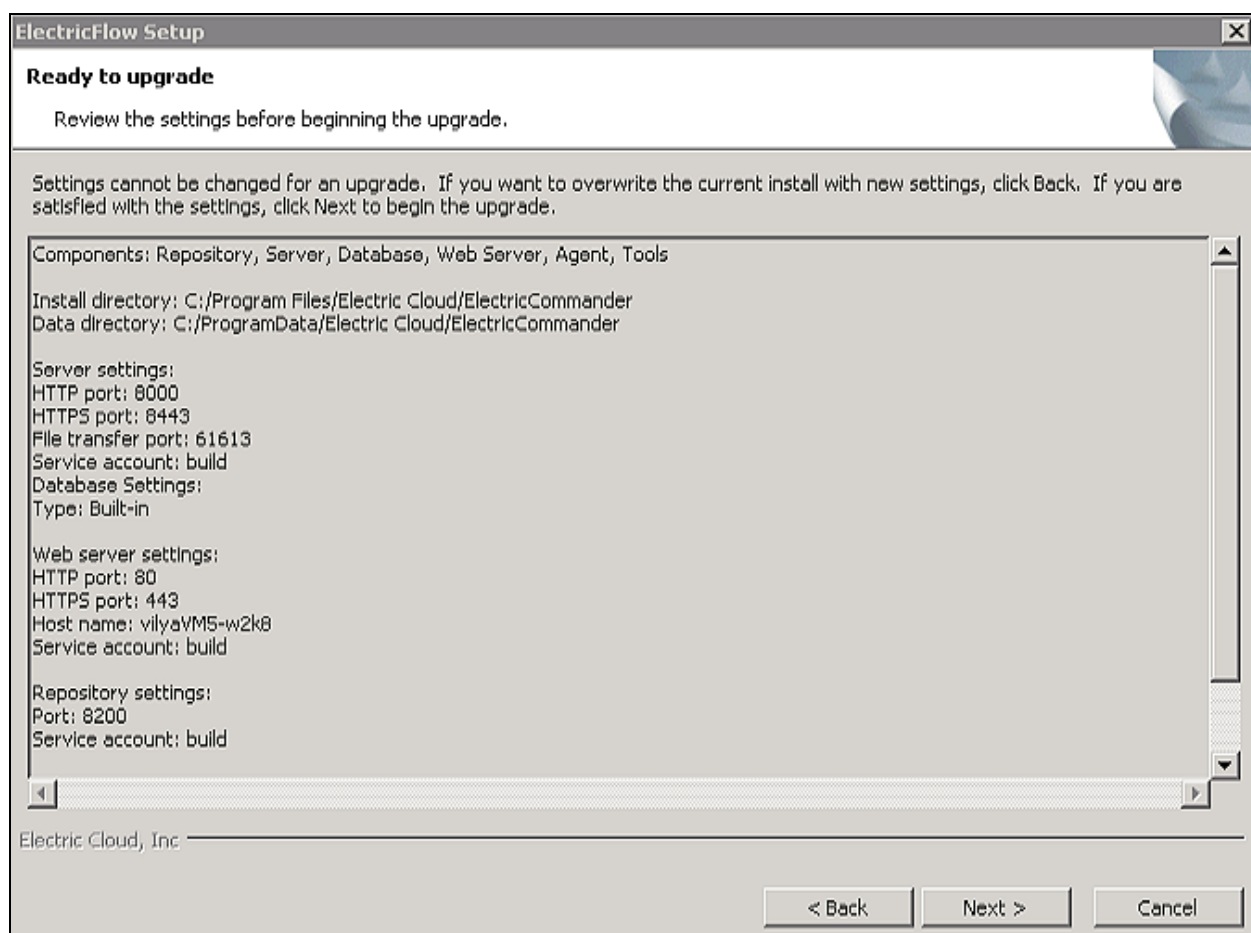 ElectricFlow Setup
Ready to upgrade
Review the settings before beginning the upgrade.
Settings cannot be changed for an upgrade. If you want to overwrite the current install with new settings, click Back. If you are
satisfied with the settings, click Next to begin the upgrade.
Components: Repository, Server, Database, Web Server, Agent, Tools
Install directory: C:/Program Files/Electric Cloud/ElectricCommander
Data directory: C:/ProgramData/Electric Cloud/ElectricCommander
Server settings:
HTTP port: 8000
HTTPS port: 8443
File transfer port: 61613
Service account: build
Database Settings:
Type: Built-in
Web server settings:
HTTP port: 80
HTTPS port: 443
Host name: vilyaVM5-w2k8
Service account: build
Repository settings:
Port: 8200
Service account: build
Electric Cloud, Inc
< Back Next > Cancel